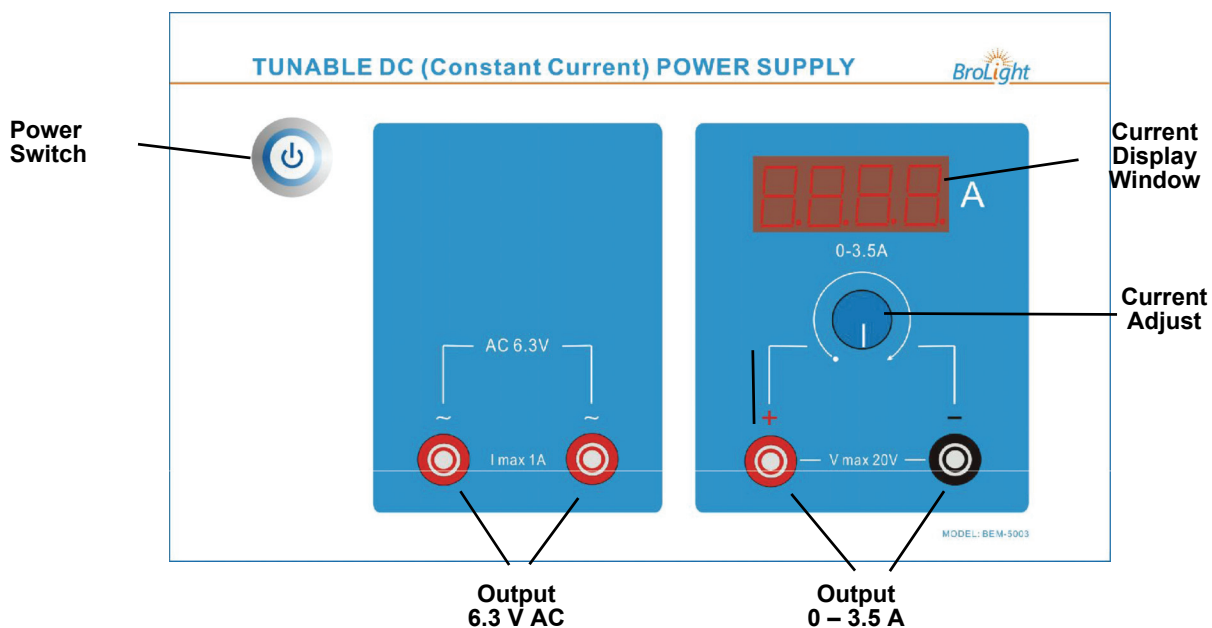 TUNABLE DC (Constant Current) POWER SUPPLY
BroLight
Power
Switch
Current
Display
Window
A
0-3.5A
Current
Adjust
AC 6.3V
~ ~
+ −
I max 1A
V max 20V
MODEL: BEM-5003
Output
6.3 V AC
Output
0 – 3.5 A